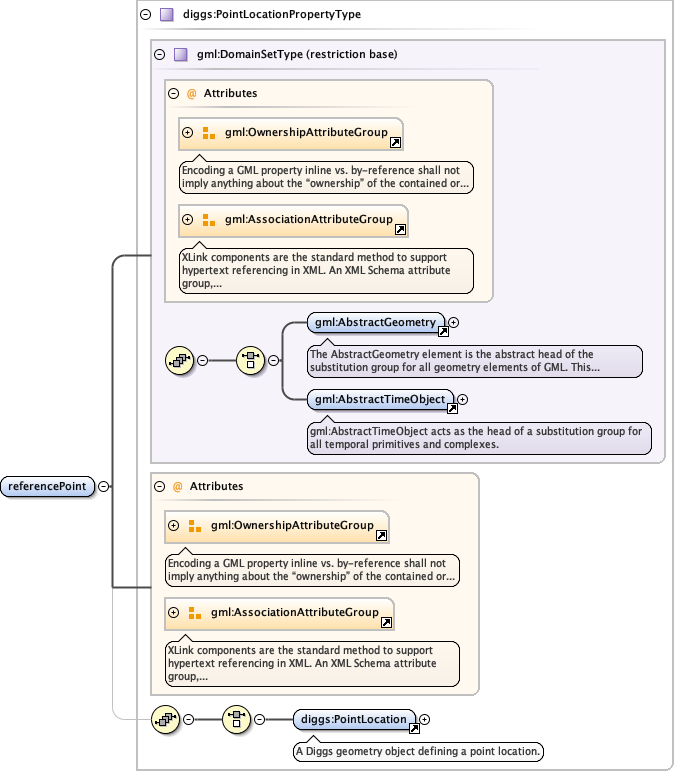 diggs:PointLocationPropertyType
gml:DomainSetType (restriction base)
@ Attributes
gml:OwnershipAttributeGroup
Encoding a GML property inline vs. by-reference shall not
imply anything about the “ownership” of the contained or...
gml:AssociationAttributeGroup
XLink components are the standard method to support
hypertext referencing in XML. An XML Schema attribute
group,...
gml:AbstractGeometry
The AbstractGeometry element is the abstract head of the
substitution group for all geometry elements of GML. This...
gml:AbstractTimeObject
gml:AbstractTimeObject acts as the head of a substitution group for
all temporal primitives and complexes.
referencePoint
@ Attributes
gml:OwnershipAttributeGroup
Encoding a GML property inline vs. by-reference shall not
imply anything about the “ownership” of the contained or...
gml:AssociationAttributeGroup
XLink components are the standard method to support
hypertext referencing in XML. An XML Schema attribute
group,...
diggs:PointLocation
A Diggs geometry object defining a point location.